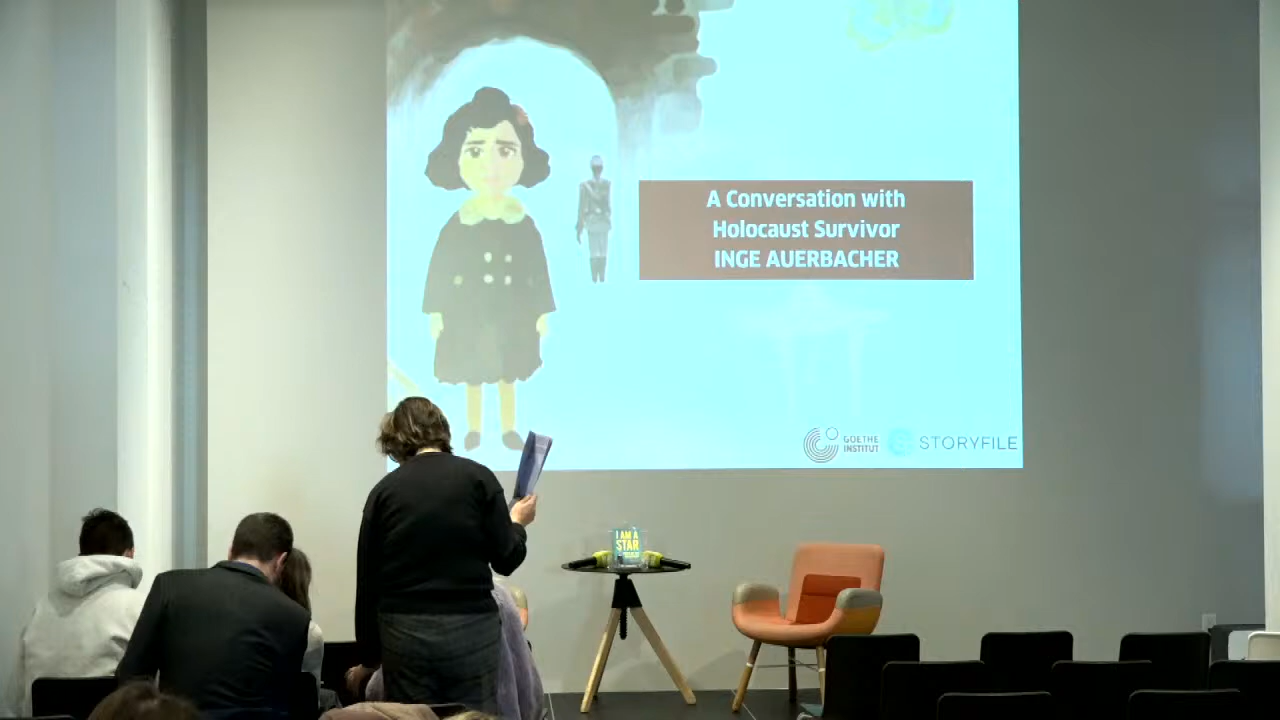 A Conversation with
Holocaust Survivor
INGE AUERBACHER
GOETHE
INSTITUT
STORYFILE
I AM A
STAR